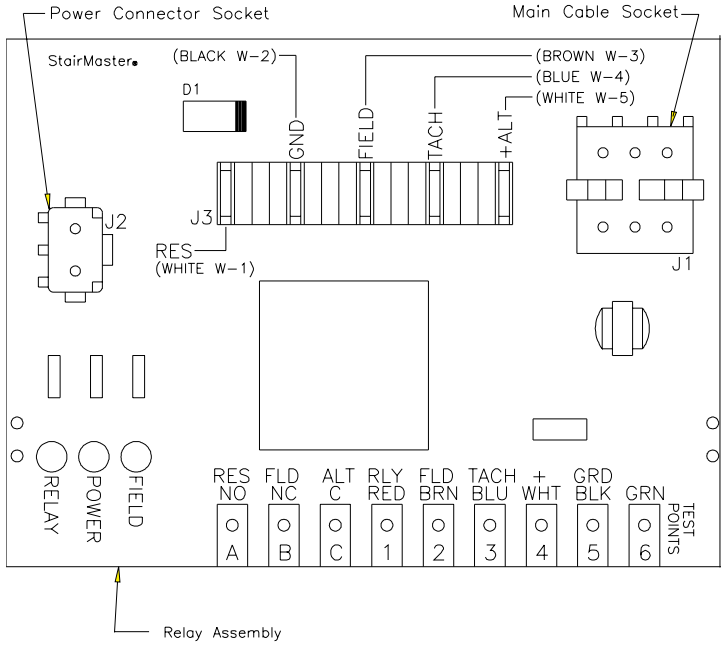 Power Connector Socket
Main Cable Socket
StairMaster®
(BLACK W-2)
(BROWN W-3)
(BLUE W-4)
(WHITE W-5)
D1
GND
FIELD
TACH
+ALT
J3
J2
J1
RES
(WHITE W-1)
RELAY
POWER
FIELD
RES NO
FLD NC
ALT C
RLY RED
FLD BRN
TACH BLU
+ WHT
GRD BLK
GRN
TEST POINTS
A B C 1 2 3 4 5 6
Relay Assembly